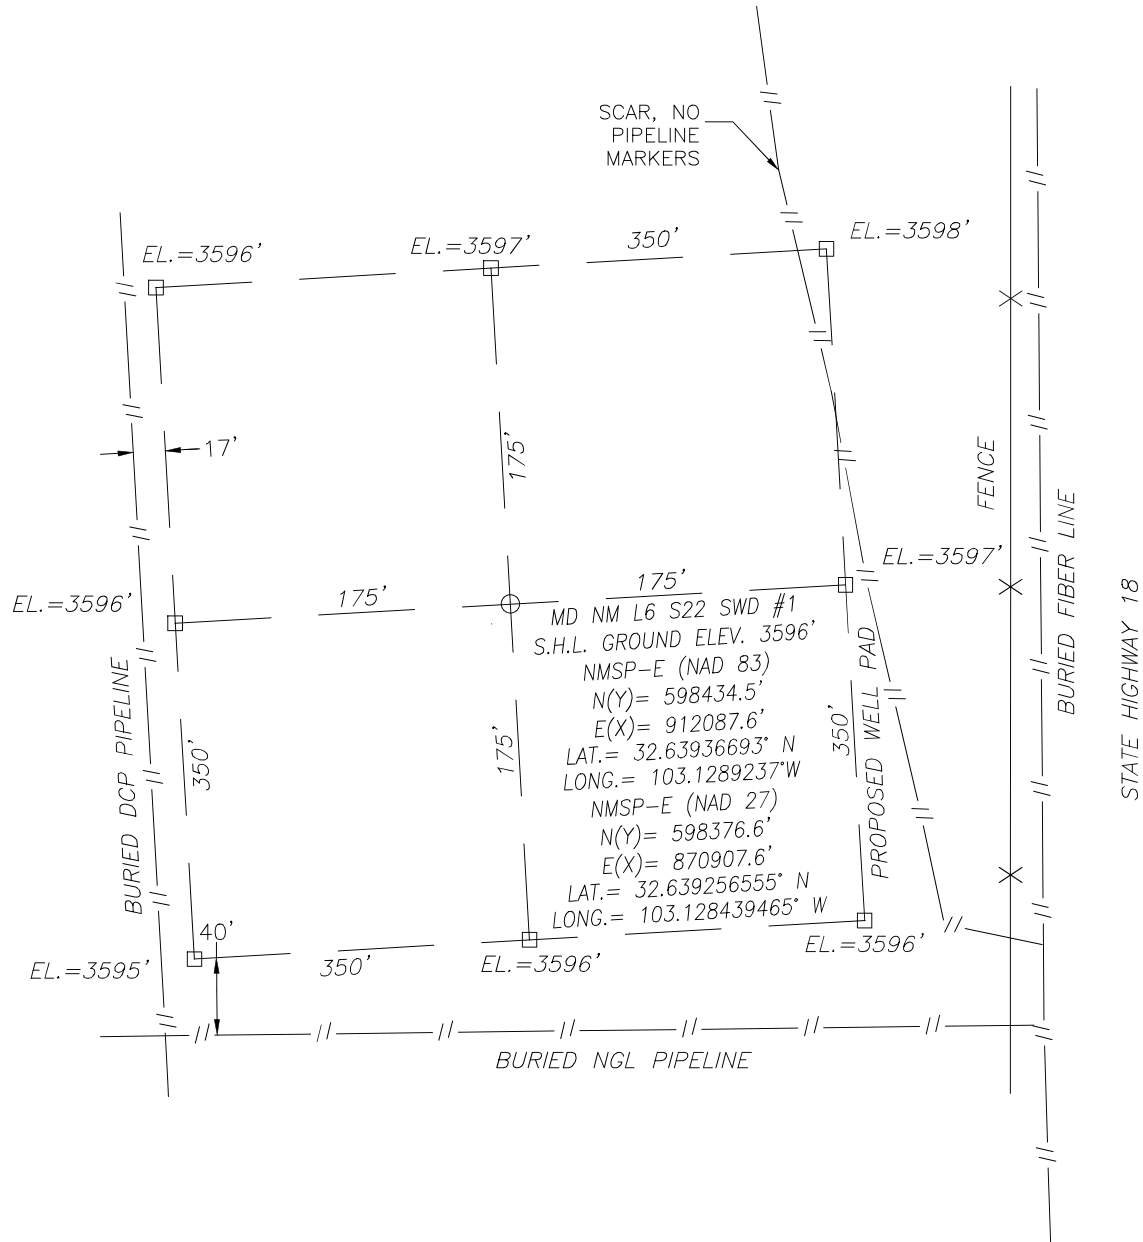 SCAR, NO
PIPELINE
MARKERS
EL.=3596'
EL.=3597'
350'
EL.=3598'
17'
175'
FENCE
BURIED FIBER LINE
STATE HIGHWAY 18
EL.=3596'
175'
175'
EL.=3597'
MD NM L6 S22 SWD #1
S.H.L. GROUND ELEV. 3596'
NMSP-E (NAD 83)
N(Y)= 598434.5'
E(X)= 912087.6'
LAT.= 32.63936693° N
LONG.= 103.1289237°W
NMSP-E (NAD 27)
N(Y)= 598376.6'
E(X)= 870907.6'
LAT.= 32.639256555° N
LONG.= 103.128439465° W
BURIED DCP PIPELINE
350'
175'
350'
PROPOSED WELL PAD
40'
EL.=3595'
350'
EL.=3596'
EL.=3596'
BURIED NGL PIPELINE